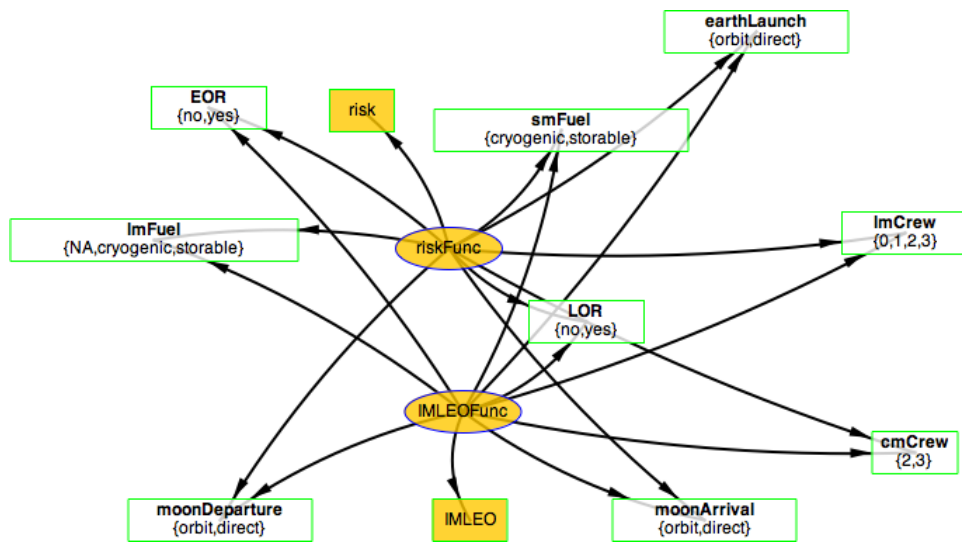 earthLaunch
{orbit,direct}
EOR
{no,yes}
risk
smFuel
{cryogenic,storable}
lmFuel
{NA,cryogenic,storable}
riskFunc
lmCrew
{0,1,2,3}
LOR
{no,yes}
IMLEOFunc
cmCrew
{2,3}
moonDeparture
{orbit,direct}
IMLEO
moonArrival
{orbit,direct}